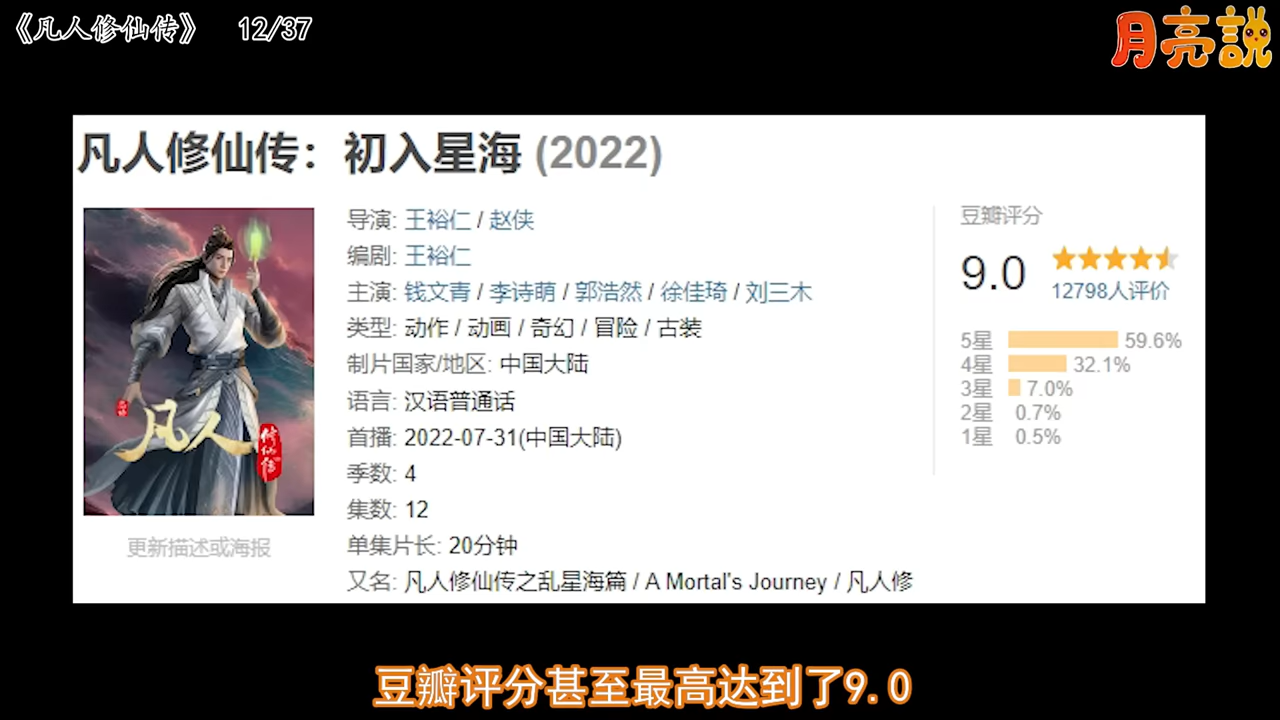 《凡人修仙传》 12/37
月亮説
凡人修仙传：初入星海 (2022)
导演: 王裕仁 / 赵侠
编剧: 王裕仁
主演: 钱文青 / 李诗萌 / 郭浩然 / 徐佳琦 / 刘三木
类型: 动作 / 动画 / 奇幻 / 冒险 / 古装
制片国家/地区: 中国大陆
语言: 汉语普通话
首播: 2022-07-31(中国大陆)
季数: 4
集数: 12
单集片长: 20分钟
又名: 凡人修仙传之乱星海篇 / A Mortal's Journey / 凡人修
凡人
修仙传
更新描述或海报
豆瓣评分
9.0
12798人评价
5星 59.6%
4星 32.1%
3星 7.0%
2星 0.7%
1星 0.5%
豆瓣评分甚至最高达到了9.0